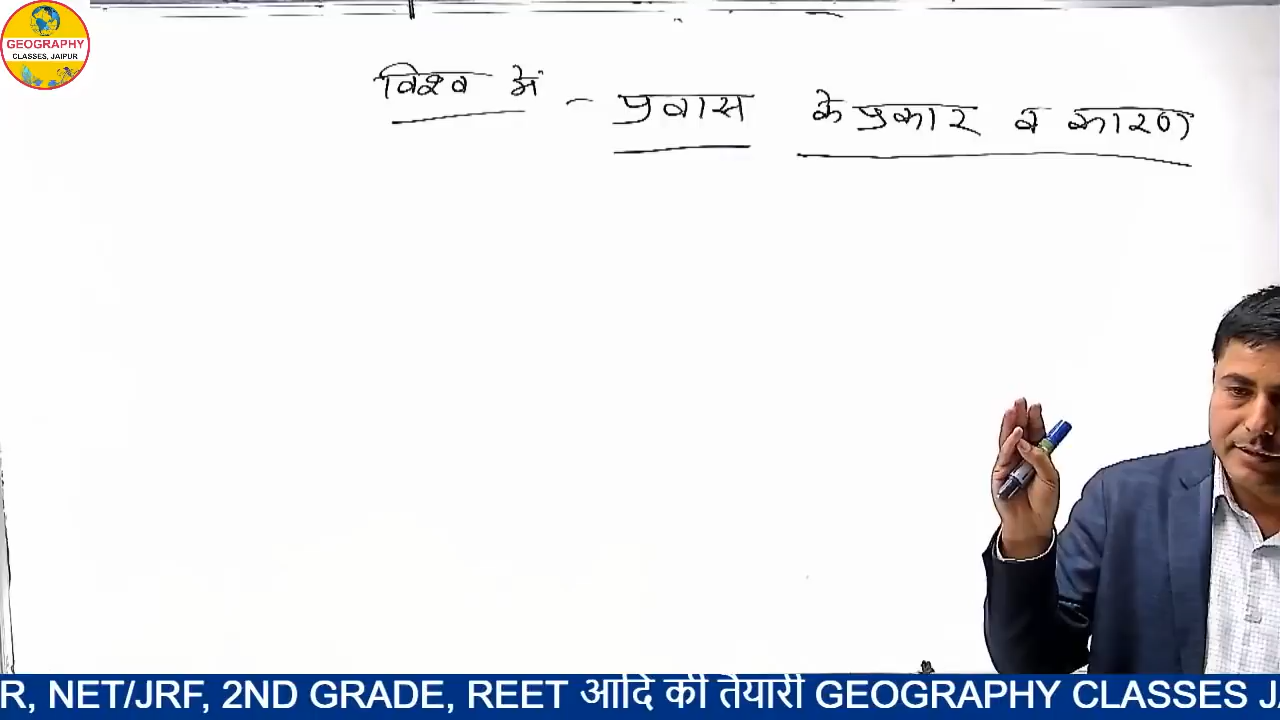 GEOGRAPHY
CLASSES, JAIPUR
विश्व में - प्रवास के प्रकार व कारण
R, NET/JRF, 2ND GRADE, REET आदि की तैयारी GEOGRAPHY CLASSES J